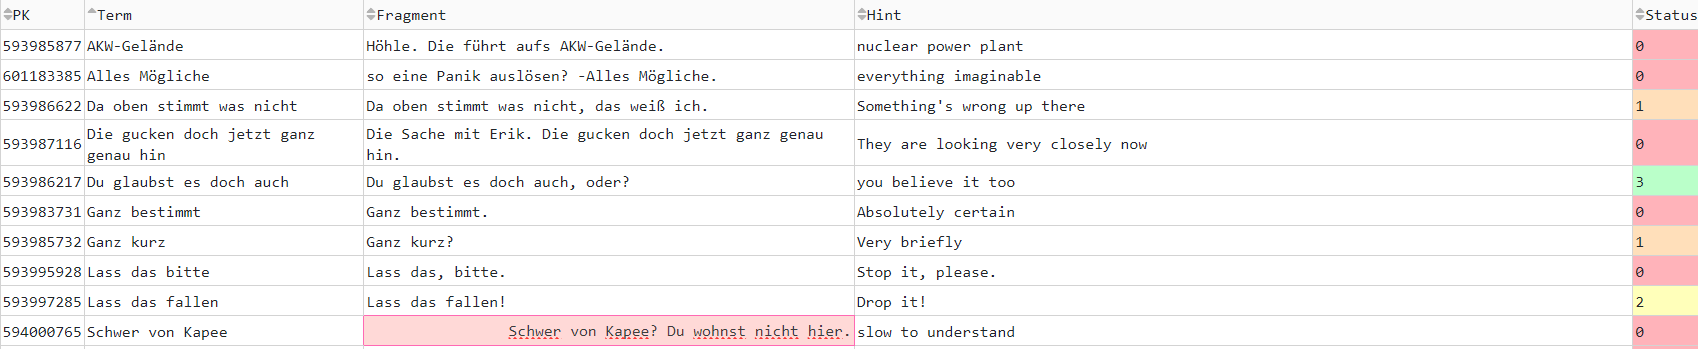 PK Term Fragment Hint Status
593985877 AKW-Gelände Höhle. Die führt aufs AKW-Gelände. nuclear power plant 0
601183385 Alles Mögliche so eine Panik auslösen? -Alles Mögliche. everything imaginable 0
593986622 Da oben stimmt was nicht Da oben stimmt was nicht, das weiß ich. Something's wrong up there 1
593987116 Die gucken doch jetzt ganz genau hin Die Sache mit Erik. Die gucken doch jetzt ganz genau hin. They are looking very closely now 0
593986217 Du glaubst es doch auch Du glaubst es doch auch, oder? you believe it too 3
593983731 Ganz bestimmt Ganz bestimmt. Absolutely certain 0
593985732 Ganz kurz Ganz kurz? Very briefly 1
593995928 Lass das bitte Lass das, bitte. Stop it, please. 0
593997285 Lass das fallen Lass das fallen! Drop it! 2
594000765 Schwer von Kapee Schwer von Kapee? Du wohnst nicht hier. slow to understand 0